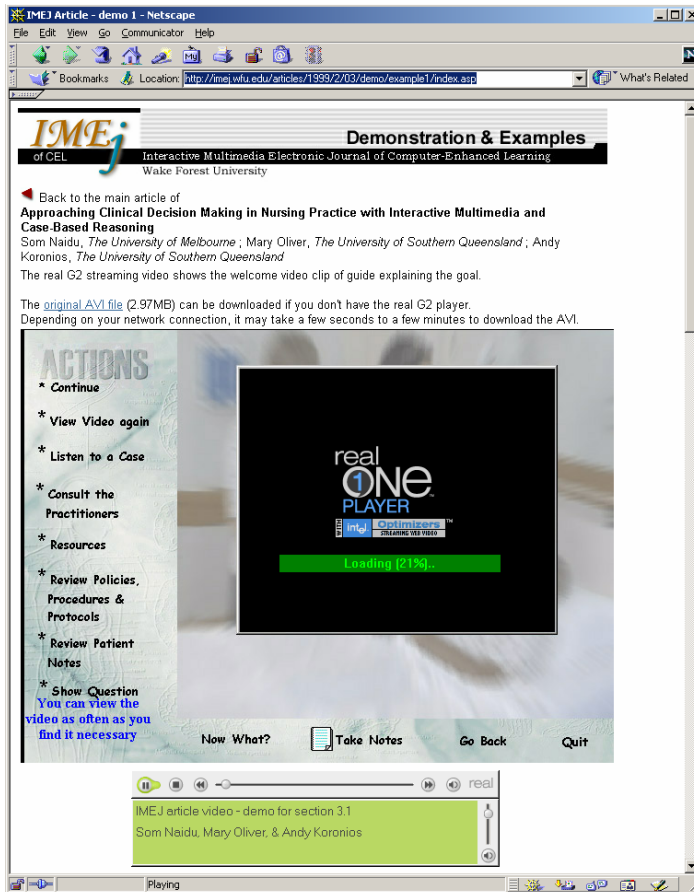 IMEJ Article - demo 1 - Netscape
File Edit View Go Communicator Help
My
N
Bookmarks Location: http://imej.wfu.edu/articles/1999/2/03/demo/example1/index.asp What's Related
IMEj
of CEL
Demonstration & Examples
Interactive Multimedia Electronic Journal of Computer-Enhanced Learning
Wake Forest University
Back to the main article of
Approaching Clinical Decision Making in Nursing Practice with Interactive Multimedia and
Case-Based Reasoning
Som Naidu, The University of Melbourne ; Mary Oliver, The University of Southern Queensland ; Andy
Koronios, The University of Southern Queensland
The real G2 streaming video shows the welcome video clip of guide explaining the goal.
The original AVI file (2.97MB) can be downloaded if you don't have the real G2 player.
Depending on your network connection, it may take a few seconds to a few minutes to download the AVI.
ACTIONS
* Continue
* View Video again
* Listen to a Case
* Consult the
Practitioners
* Resources
* Review Policies,
Procedures &
Protocols
* Review Patient
Notes
* Show Question
You can view the
video as often as you
find it necessary
real
ONE
1
PLAYER
intel Optimizers™
STREAMING WEB VIDEO
Loading (21%)..
Now What? Take Notes Go Back Quit
real
IMEJ article video - demo for section 3.1
Som Naidu, Mary Oliver, & Andy Koronios
Playing